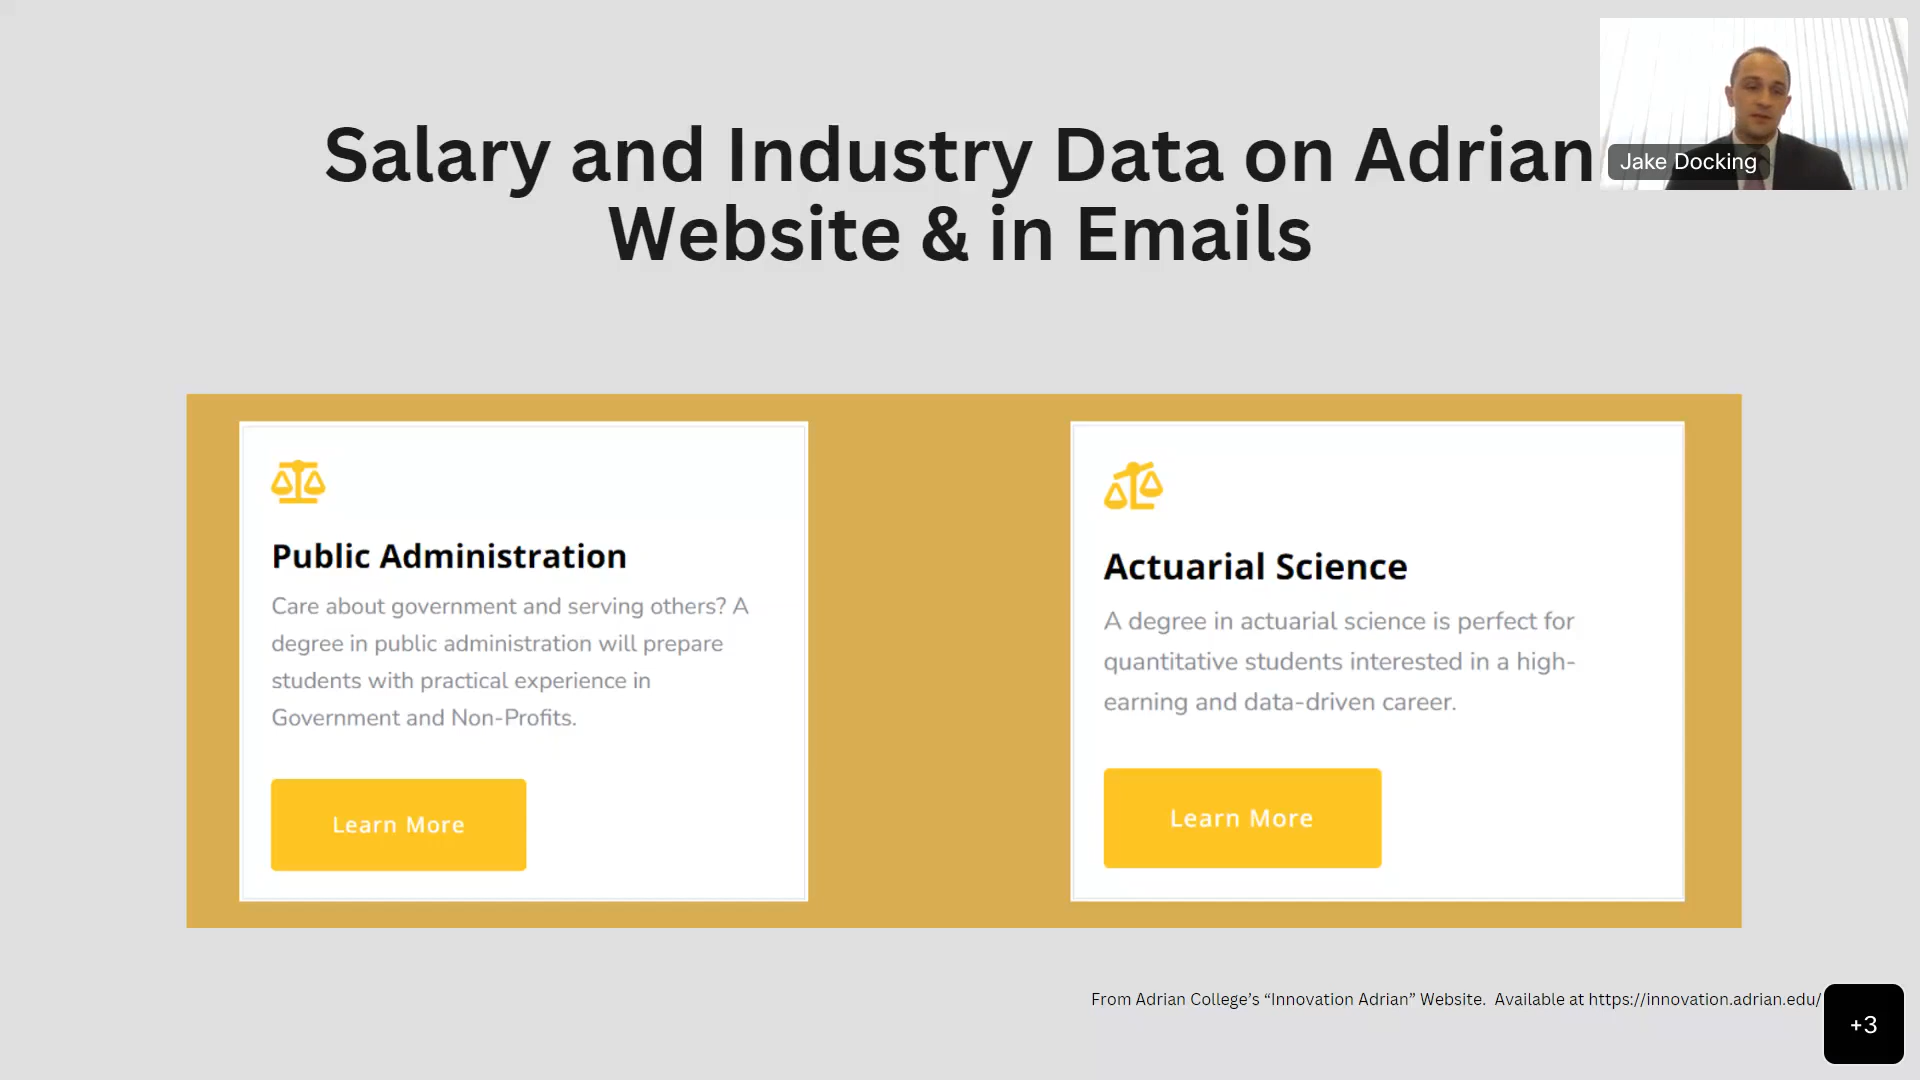 Salary and Industry Data on Adrian
Website & in Emails
Jake Docking
Public Administration
Care about government and serving others? A
degree in public administration will prepare
students with practical experience in
Government and Non-Profits.
Learn More
Actuarial Science
A degree in actuarial science is perfect for
quantitative students interested in a high-
earning and data-driven career.
Learn More
From Adrian College’s “Innovation Adrian” Website.  Available at https://innovation.adrian.edu/
+3